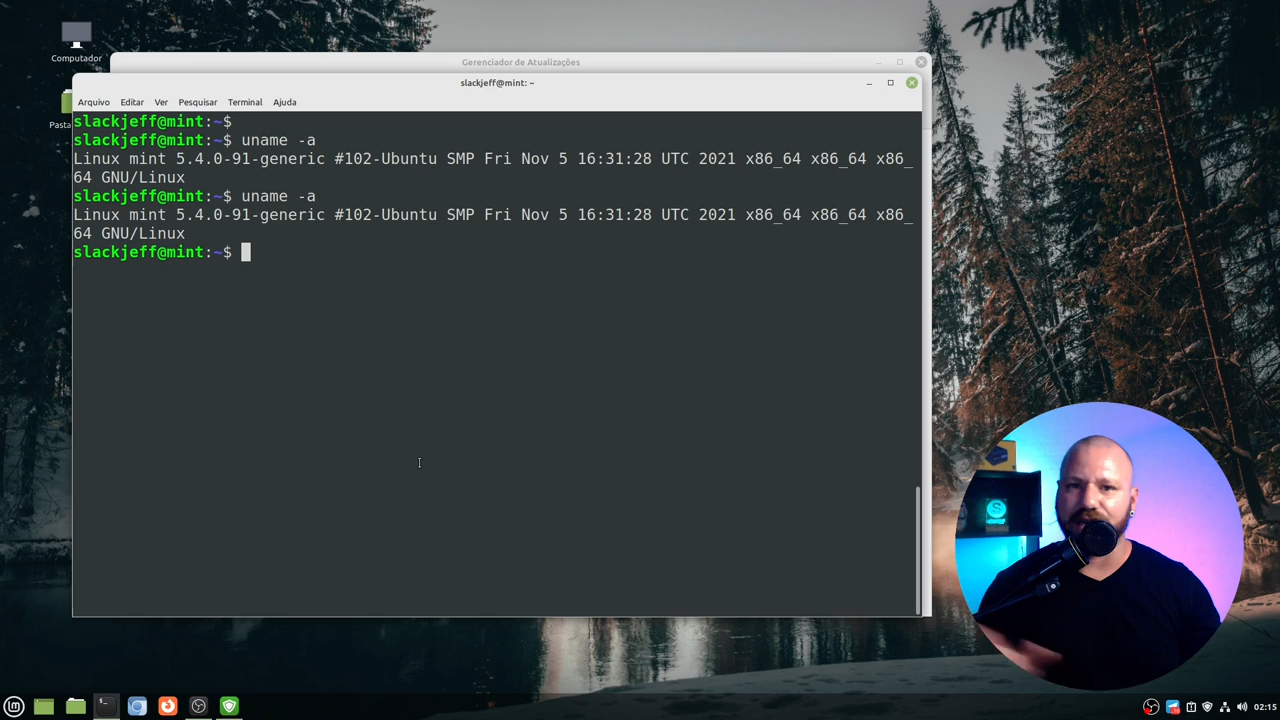 Computador
Gerenciador de Atualizações
slackjeff@mint: ~
Arquivo Editar Ver Pesquisar Terminal Ajuda
Pasta
slackjeff@mint:~$
slackjeff@mint:~$ uname -a
Linux mint 5.4.0-91-generic #102-Ubuntu SMP Fri Nov 5 16:31:28 UTC 2021 x86_64 x86_64 x86_
64 GNU/Linux
slackjeff@mint:~$ uname -a
Linux mint 5.4.0-91-generic #102-Ubuntu SMP Fri Nov 5 16:31:28 UTC 2021 x86_64 x86_64 x86_
64 GNU/Linux
slackjeff@mint:~$
02:15